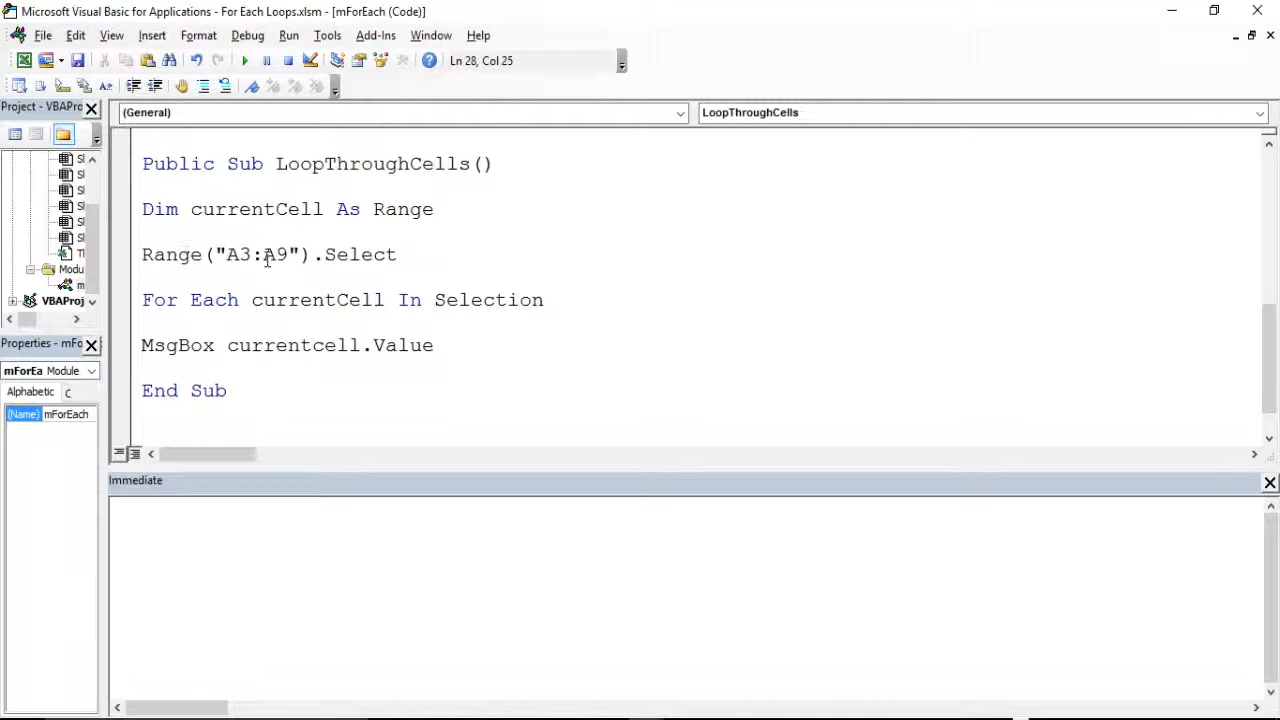 Microsoft Visual Basic for Applications - For Each Loops.xlsm - [mForEach (Code)]
File Edit View Insert Format Debug Run Tools Add-Ins Window Help
Ln 28, Col 25
Project - VBAPro
(General)
LoopThroughCells
Public Sub LoopThroughCells()
Dim currentCell As Range
Range("A3:A9").Select
For Each currentCell In Selection
MsgBox currentcell.Value
End Sub
Modu
VBAProj
Properties - mFo
mForEa Module
Alphabetic C
(Name) mForEach
Immediate